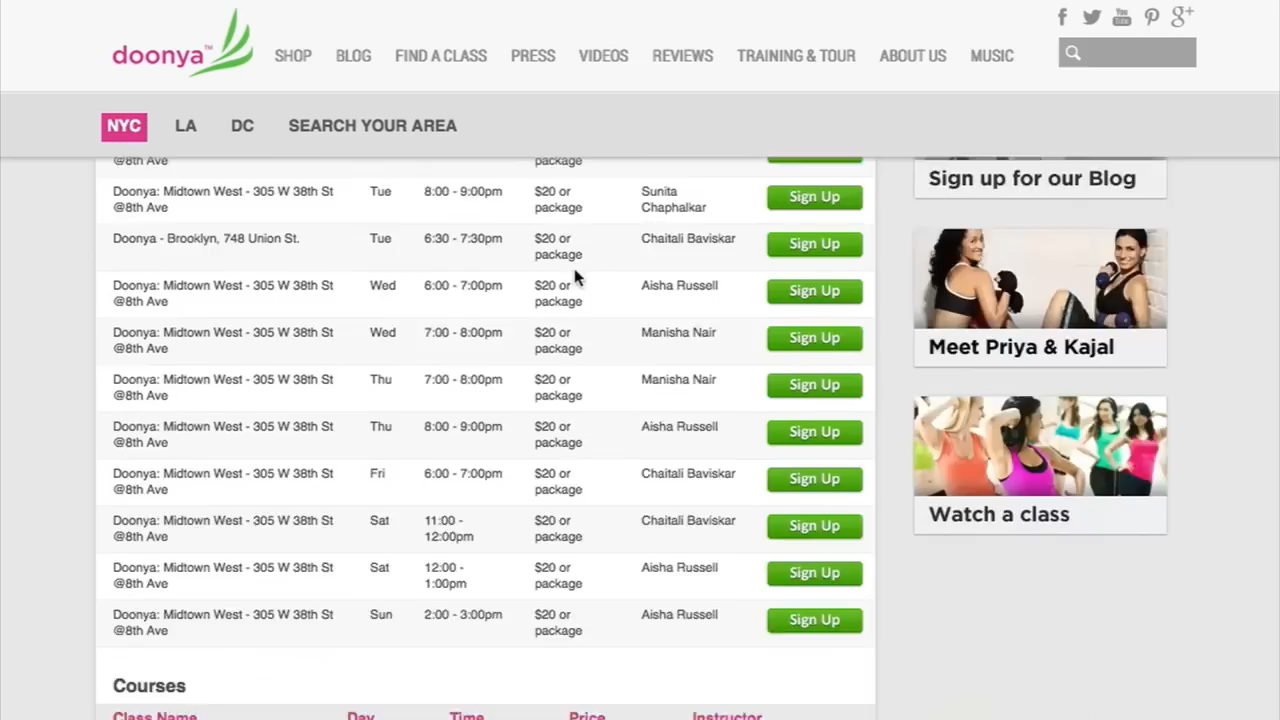 doonya™
SHOP BLOG FIND A CLASS PRESS VIDEOS REVIEWS TRAINING & TOUR ABOUT US MUSIC
NYC LA DC SEARCH YOUR AREA
@8th Ave package
Doonya: Midtown West - 305 W 38th St Tue 8:00 - 9:00pm $20 or Sunita Sign Up
@8th Ave package Chaphalkar
Doonya - Brooklyn, 748 Union St. Tue 6:30 - 7:30pm $20 or Chaitali Baviskar Sign Up
package
Doonya: Midtown West - 305 W 38th St Wed 6:00 - 7:00pm $20 or Aisha Russell Sign Up
@8th Ave package
Doonya: Midtown West - 305 W 38th St Wed 7:00 - 8:00pm $20 or Manisha Nair Sign Up
@8th Ave package
Doonya: Midtown West - 305 W 38th St Thu 7:00 - 8:00pm $20 or Manisha Nair Sign Up
@8th Ave package
Doonya: Midtown West - 305 W 38th St Thu 8:00 - 9:00pm $20 or Aisha Russell Sign Up
@8th Ave package
Doonya: Midtown West - 305 W 38th St Fri 6:00 - 7:00pm $20 or Chaitali Baviskar Sign Up
@8th Ave package
Doonya: Midtown West - 305 W 38th St Sat 11:00 - $20 or Chaitali Baviskar Sign Up
@8th Ave 12:00pm package
Doonya: Midtown West - 305 W 38th St Sat 12:00 - $20 or Aisha Russell Sign Up
@8th Ave 1:00pm package
Doonya: Midtown West - 305 W 38th St Sun 2:00 - 3:00pm $20 or Aisha Russell Sign Up
@8th Ave package
Courses
Class Name Day Time Price Instructor
Sign up for our Blog
Meet Priya & Kajal
Watch a class